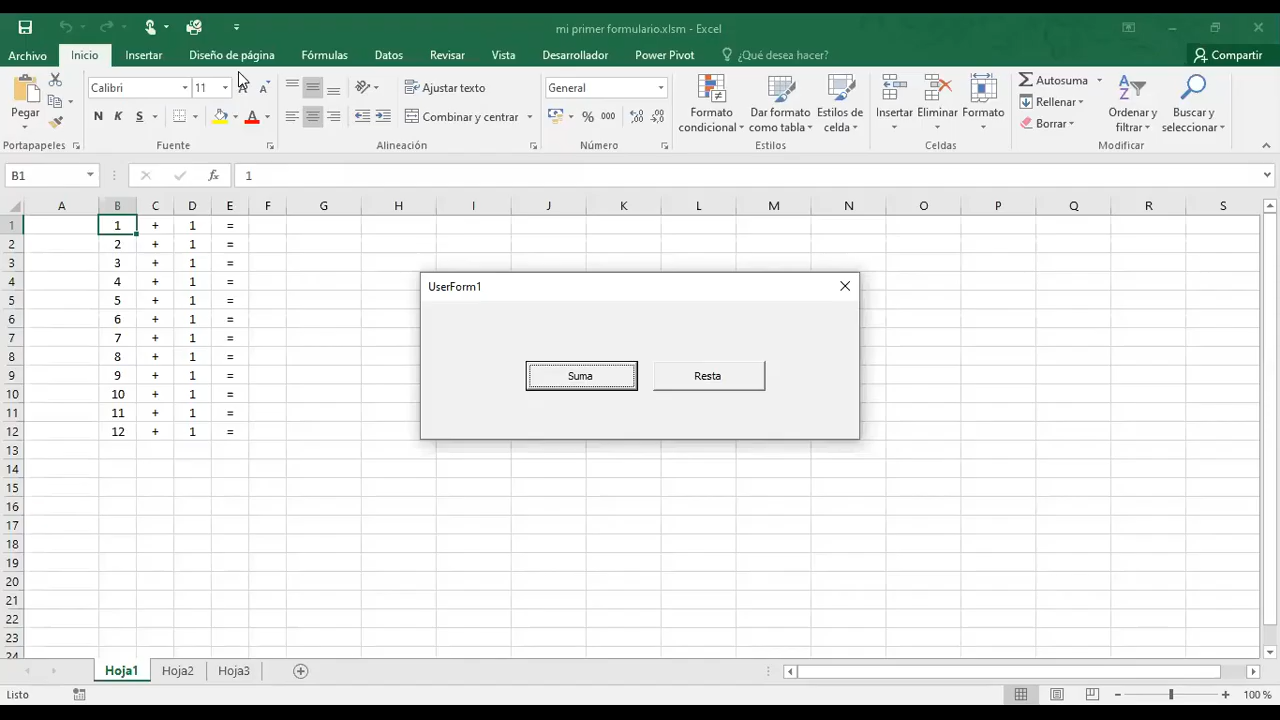 mi primer formulario.xlsm - Excel
Archivo Inicio Insertar Diseño de página Fórmulas Datos Revisar Vista Desarrollador Power Pivot ¿Qué desea hacer? Compartir
Pegar
Calibri 11
N K S A
Ajustar texto
Combinar y centrar
General
% 000
Formato condicional
Dar formato como tabla
Estilos de celda
Insertar Eliminar Formato
Autosuma
Rellenar
Borrar
Ordenar y filtrar
Buscar y seleccionar
Portapapeles Fuente Alineación Número Estilos Celdas Modificar
B1 fx 1
A B C D E F G H I J K L M N O P Q R S
1 1 + 1 =
2 2 + 1 =
3 3 + 1 =
4 4 + 1 =
5 5 + 1 =
6 6 + 1 =
7 7 + 1 =
8 8 + 1 =
9 9 + 1 =
10 10 + 1 =
11 11 + 1 =
12 12 + 1 =
13
14
15
16
17
18
19
20
21
22
23
24
UserForm1
Suma Resta
Hoja1 Hoja2 Hoja3
Listo 100 %